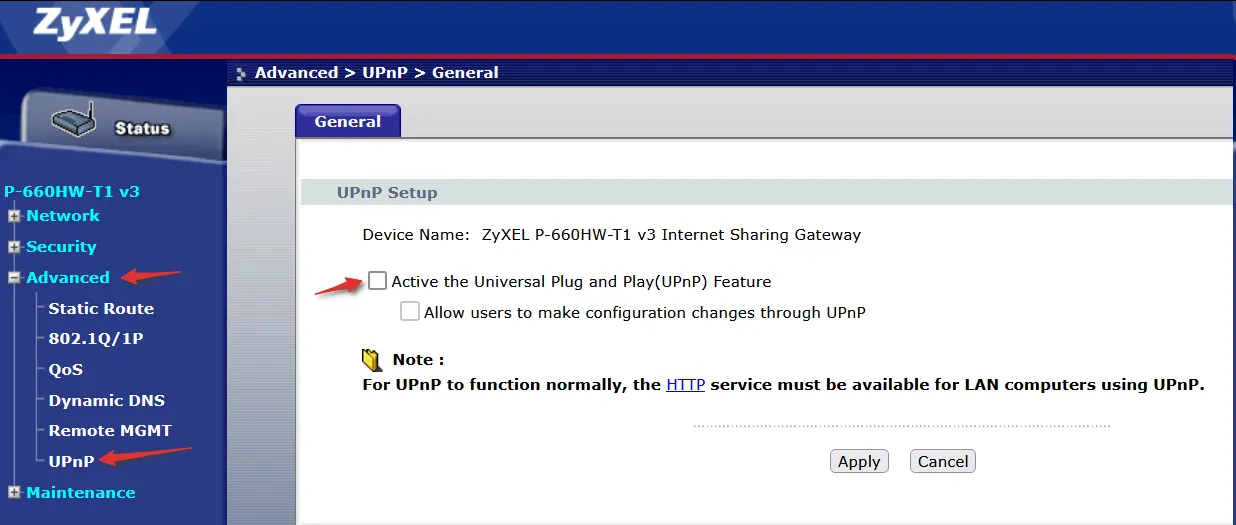 ZyXEL
Advanced > UPnP > General
Status
General
P-660HW-T1 v3
Network
Security
Advanced
Static Route
802.1Q/1P
QoS
Dynamic DNS
Remote MGMT
UPnP
Maintenance
UPnP Setup
Device Name: ZyXEL P-660HW-T1 v3 Internet Sharing Gateway
Active the Universal Plug and Play(UPnP) Feature
Allow users to make configuration changes through UPnP
Note :
For UPnP to function normally, the HTTP service must be available for LAN computers using UPnP.
Apply Cancel